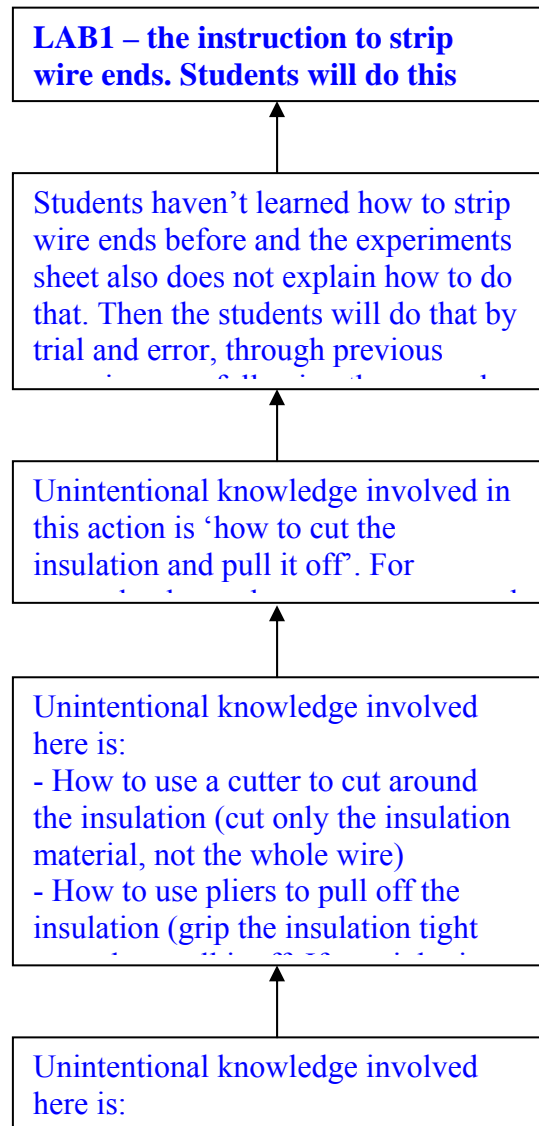 LAB1 – the instruction to strip
wire ends. Students will do this
Students haven’t learned how to strip
wire ends before and the experiments
sheet also does not explain how to do
that. Then the students will do that by
trial and error, through previous
Unintentional knowledge involved in
this action is ‘how to cut the
insulation and pull it off’. For
Unintentional knowledge involved
here is:
- How to use a cutter to cut around
the insulation (cut only the insulation
material, not the whole wire)
- How to use pliers to pull off the
insulation (grip the insulation tight
Unintentional knowledge involved
here is: